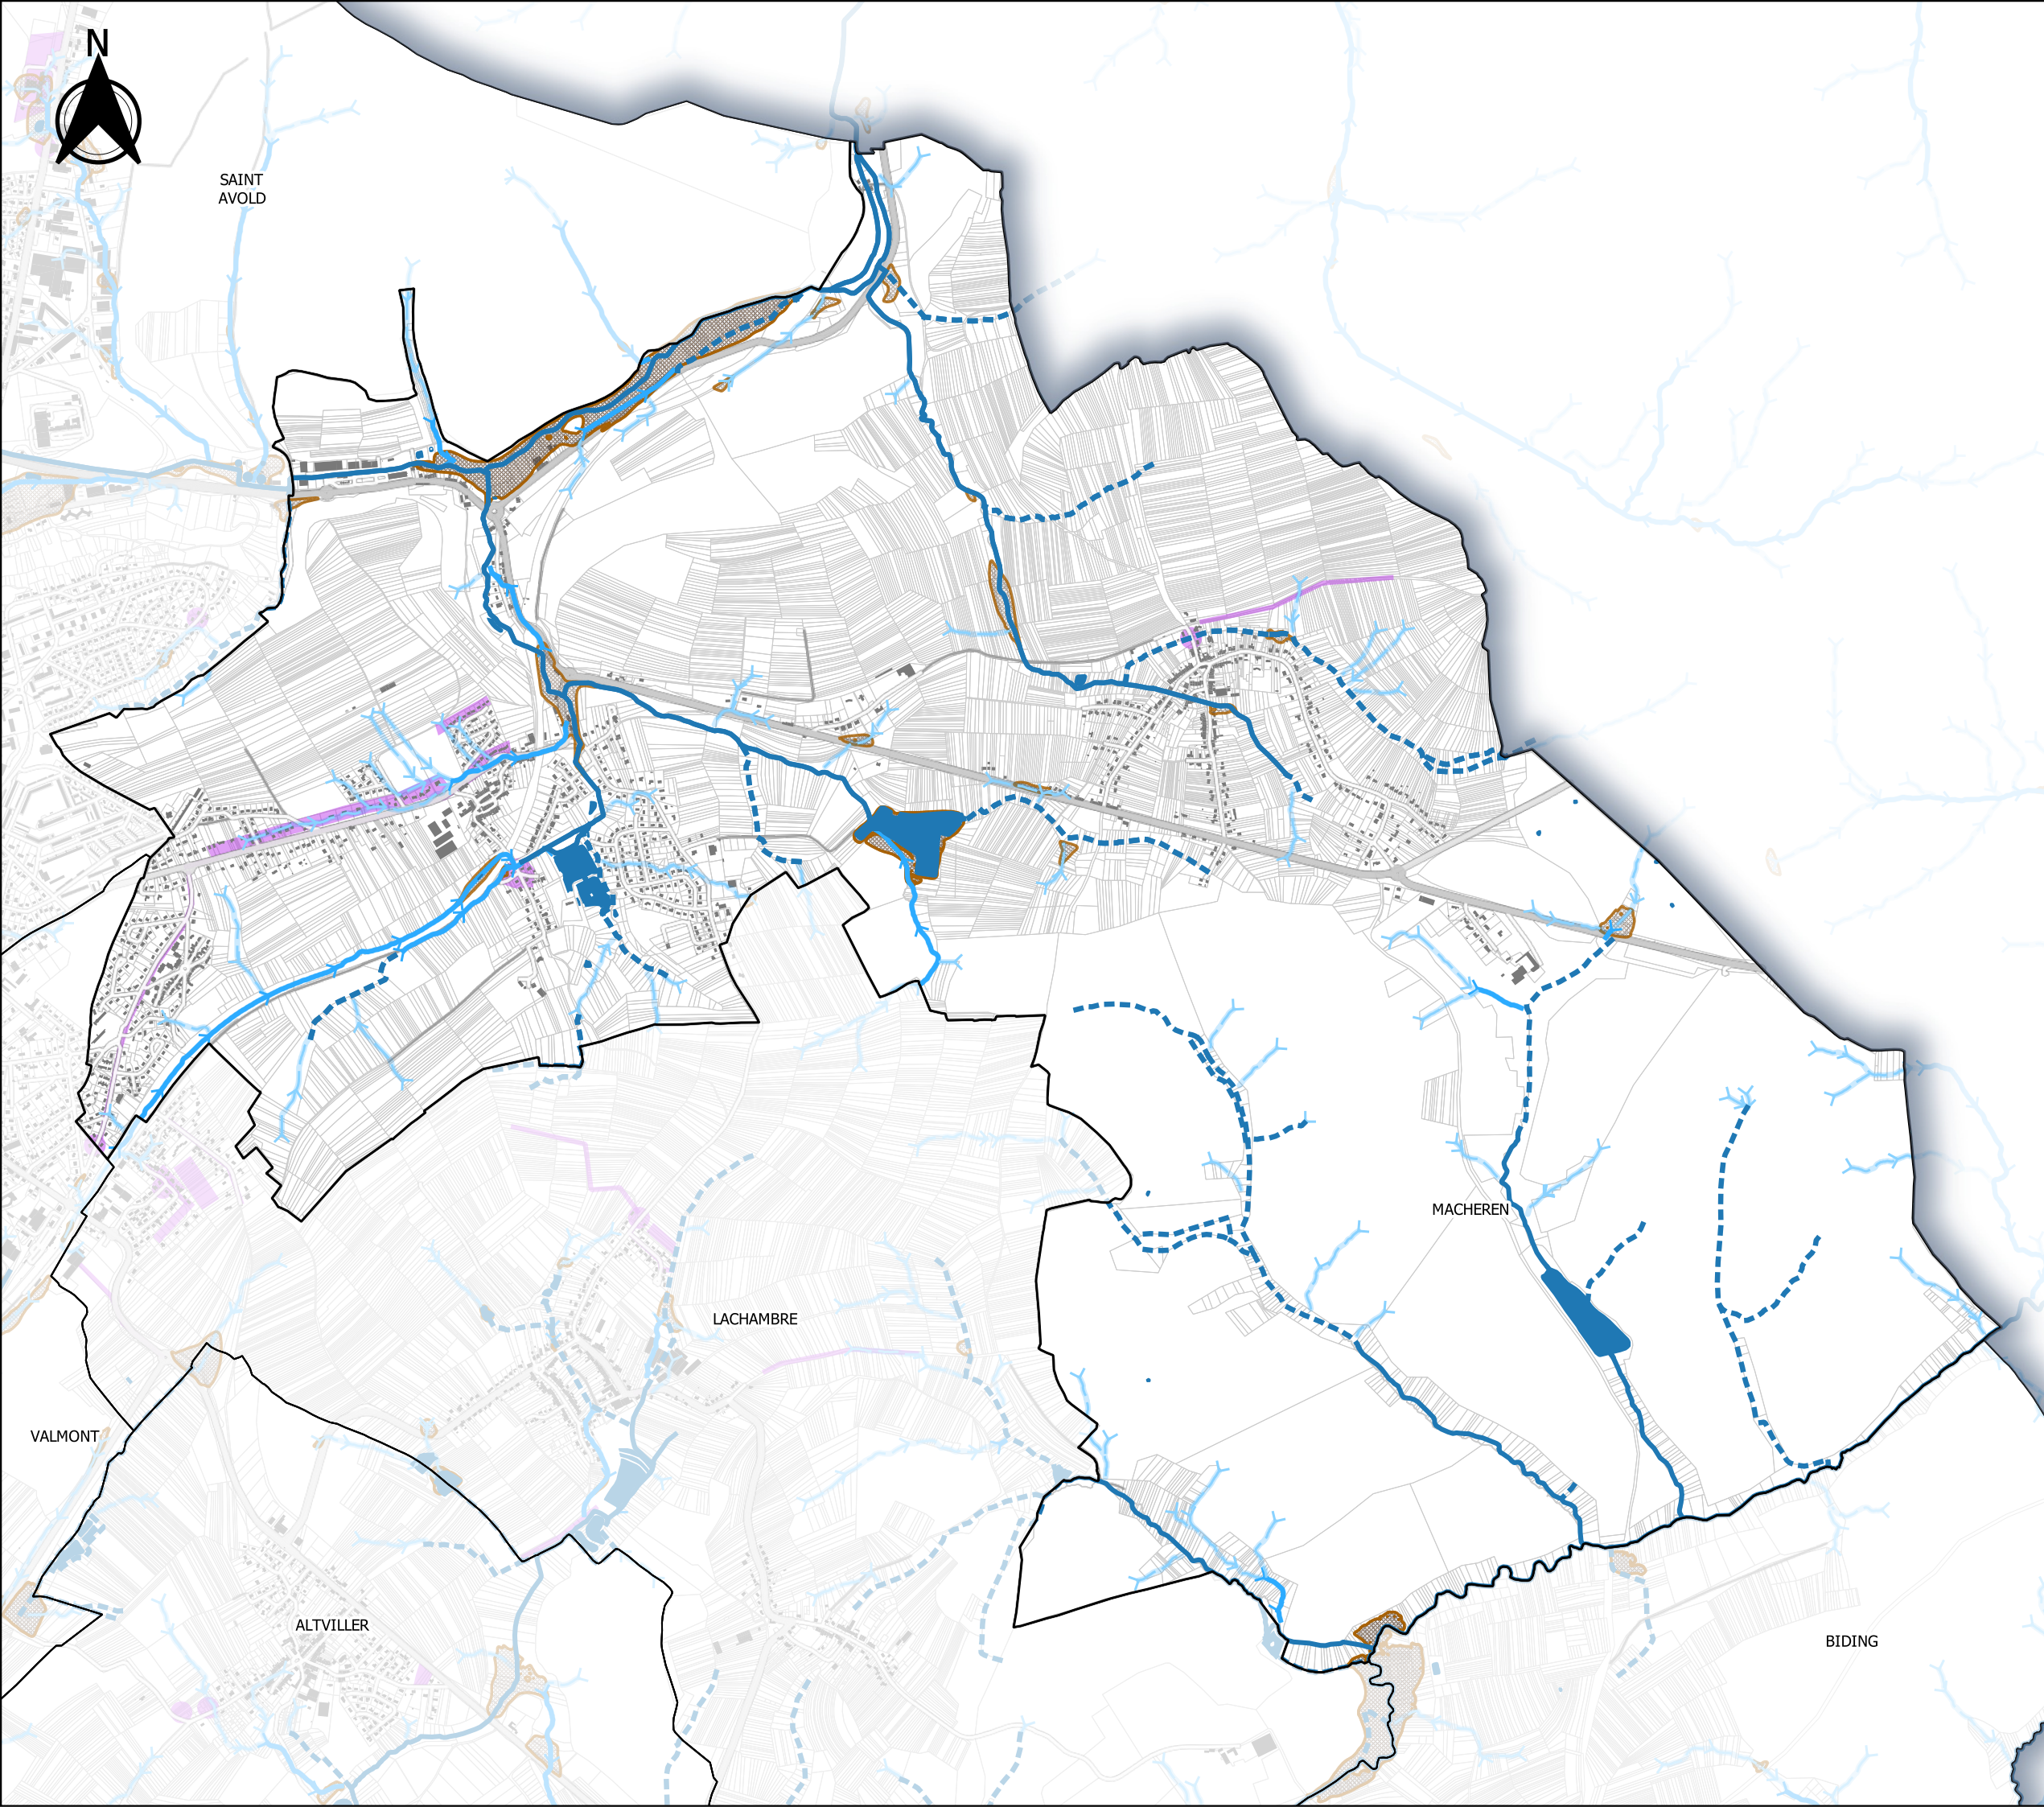 N
SAINT
AVOLD
MACHEREN
LACHAMBRE
VALMONT
ALTVILLER
BIDING